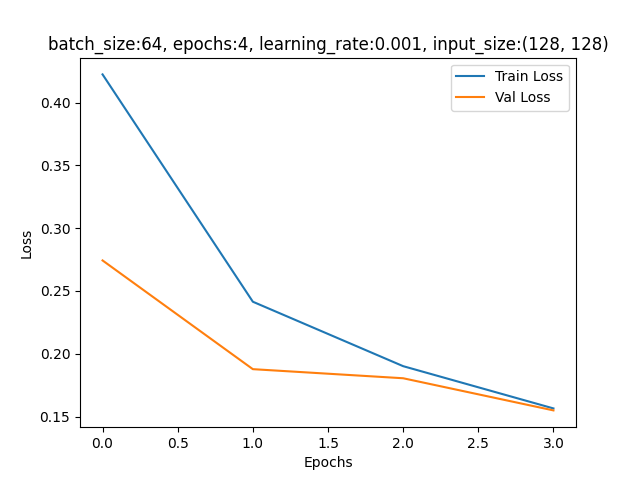 batch_size:64, epochs:4, learning_rate:0.001, input_size:(128, 128)
Train Loss
Val Loss
Loss
0.40
0.35
0.30
0.25
0.20
0.15
0.0 0.5 1.0 1.5 2.0 2.5 3.0
Epochs